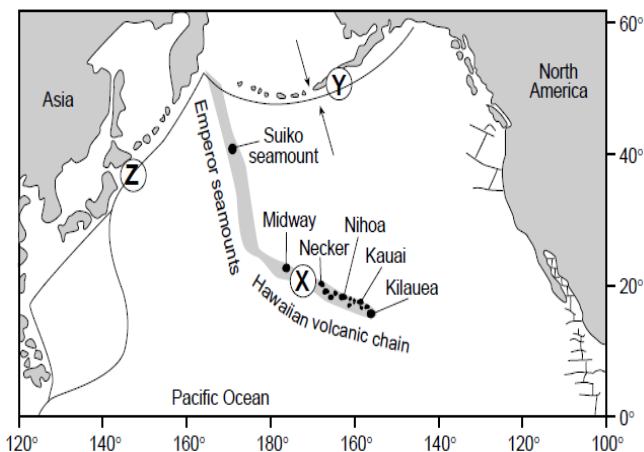 60°
North
America
Asia
Y
Suiko
seamount
40°
Z
Emperor seamounts
Midway
Nihoa
Necker
Kauai
X
Kilauea
20°
Hawaiian volcanic chain
Pacific Ocean
0°
120° 140° 160° 180° 160° 140° 120° 100°